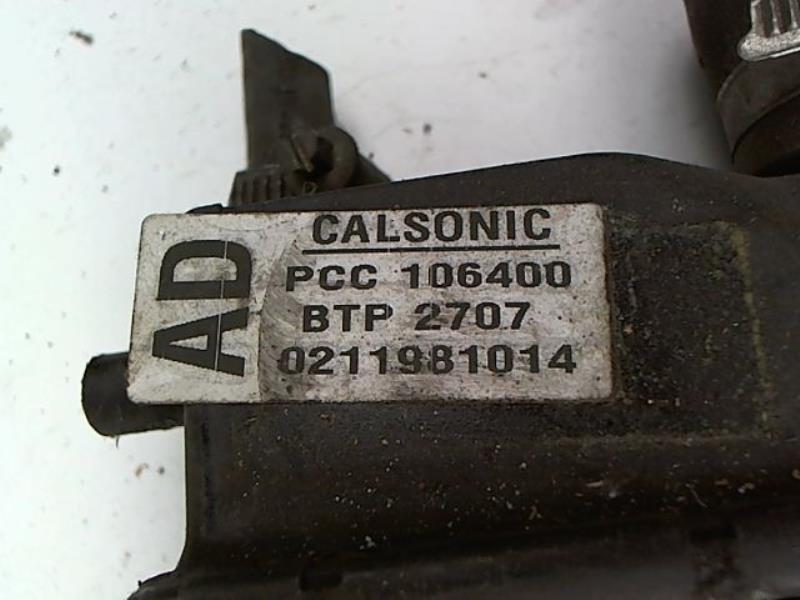 AD
CALSONIC
PCC 106400
BTP 2707
0211981014